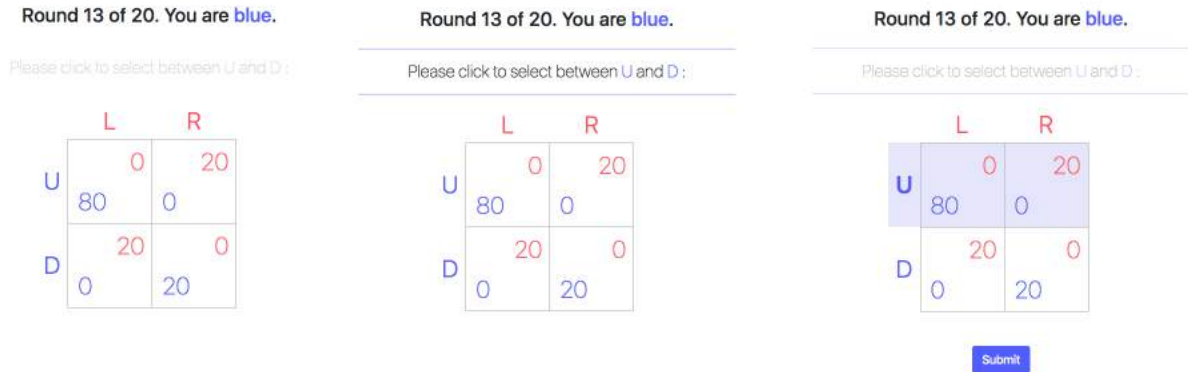 Round 13 of 20. You are blue.
Please click to select between U and D :
L R
0 20
U
80 0
20 0
D
0 20
Round 13 of 20. You are blue.
Please click to select between U and D :
L R
0 20
U
80 0
20 0
D
0 20
Round 13 of 20. You are blue.
Please click to select between U and D :
L R
0 20
U
80 0
20 0
D
0 20
Submit